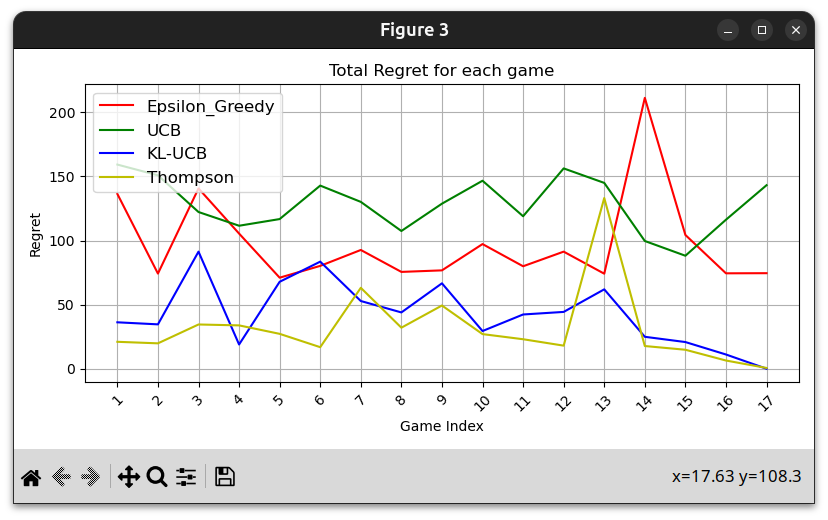 Figure 3
Total Regret for each game
Epsilon_Greedy
UCB
KL-UCB
Thompson
200
150
100
50
0
Regret
1 2 3 4 5 6 7 8 9 10 11 12 13 14 15 16 17
Game Index
x=17.63 y=108.3